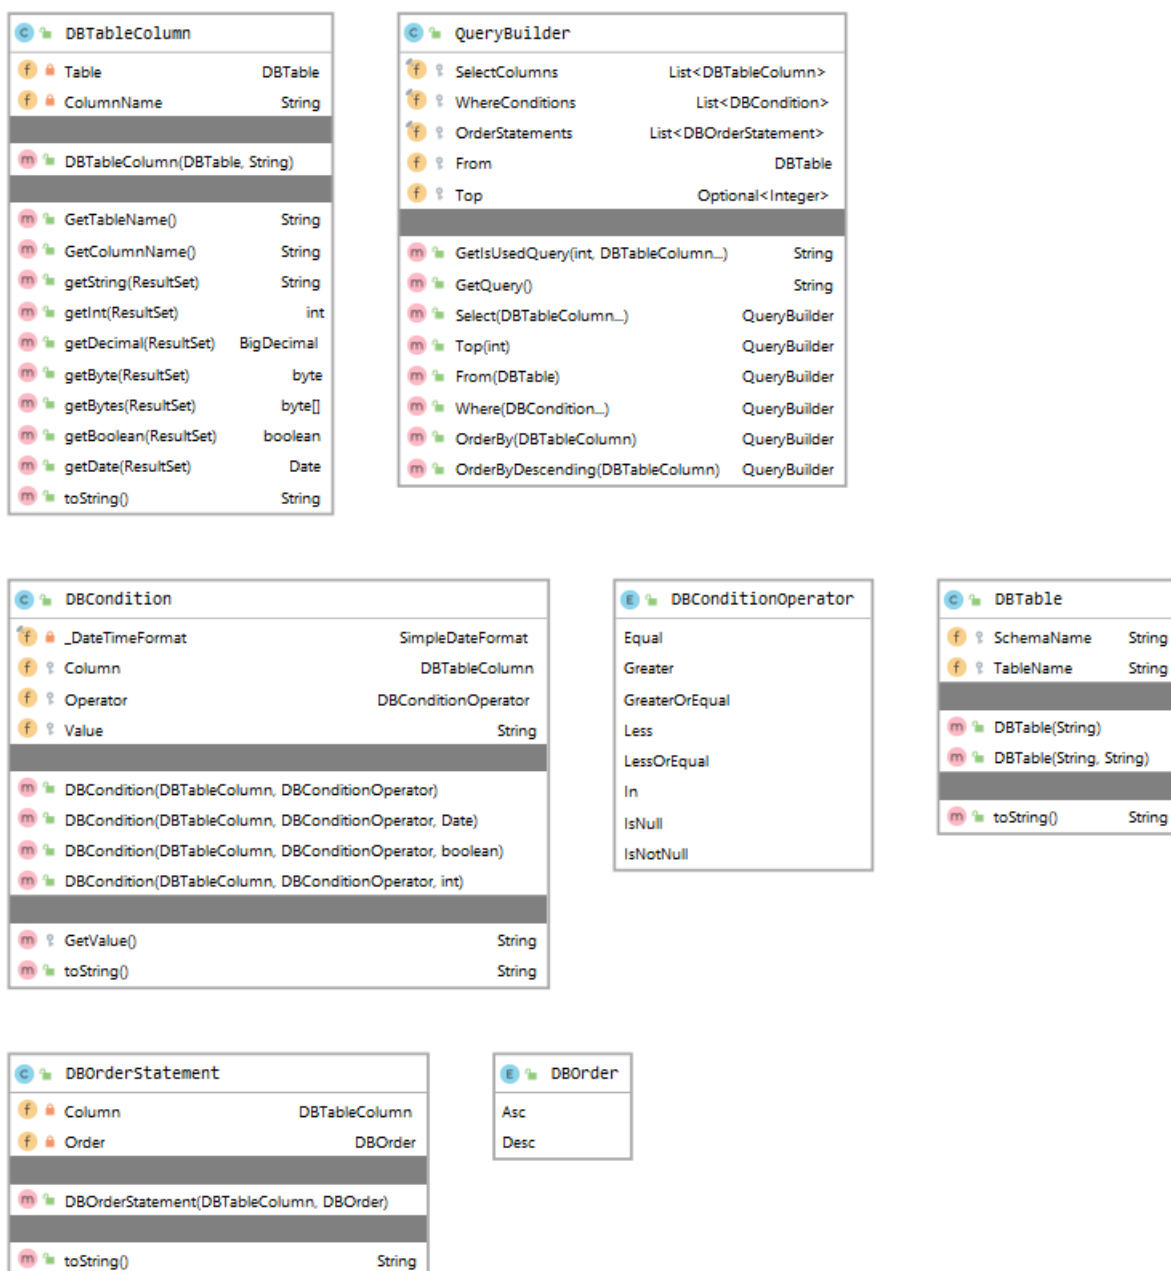 DBTableColumn
Table DBTable
ColumnName String
DBTableColumn(DBTable, String)
GetTableName() String
GetColumnName() String
getString(ResultSet) String
getInt(ResultSet) int
getDecimal(ResultSet) BigDecimal
getByte(ResultSet) byte
getBytes(ResultSet) byte[]
getBoolean(ResultSet) boolean
getDate(ResultSet) Date
toString() String
QueryBuilder
SelectColumns List<DBTableColumn>
WhereConditions List<DBCondition>
OrderStatements List<DBOrderStatement>
From DBTable
Top Optional<Integer>
GetIsUsedQuery(int, DBTableColumn...) String
GetQuery() String
Select(DBTableColumn...) QueryBuilder
Top(int) QueryBuilder
From(DBTable) QueryBuilder
Where(DBCondition...) QueryBuilder
OrderBy(DBTableColumn) QueryBuilder
OrderByDescending(DBTableColumn) QueryBuilder
DBCondition
_DateTimeFormat SimpleDateFormat
Column DBTableColumn
Operator DBConditionOperator
Value String
DBCondition(DBTableColumn, DBConditionOperator)
DBCondition(DBTableColumn, DBConditionOperator, Date)
DBCondition(DBTableColumn, DBConditionOperator, boolean)
DBCondition(DBTableColumn, DBConditionOperator, int)
GetValue() String
toString() String
DBConditionOperator
Equal
Greater
GreaterOrEqual
Less
LessOrEqual
In
IsNull
IsNotNull
DBTable
SchemaName String
TableName String
DBTable(String)
DBTable(String, String)
toString() String
DBOrderStatement
Column DBTableColumn
Order DBOrder
DBOrderStatement(DBTableColumn, DBOrder)
toString() String
DBOrder
Asc
Desc